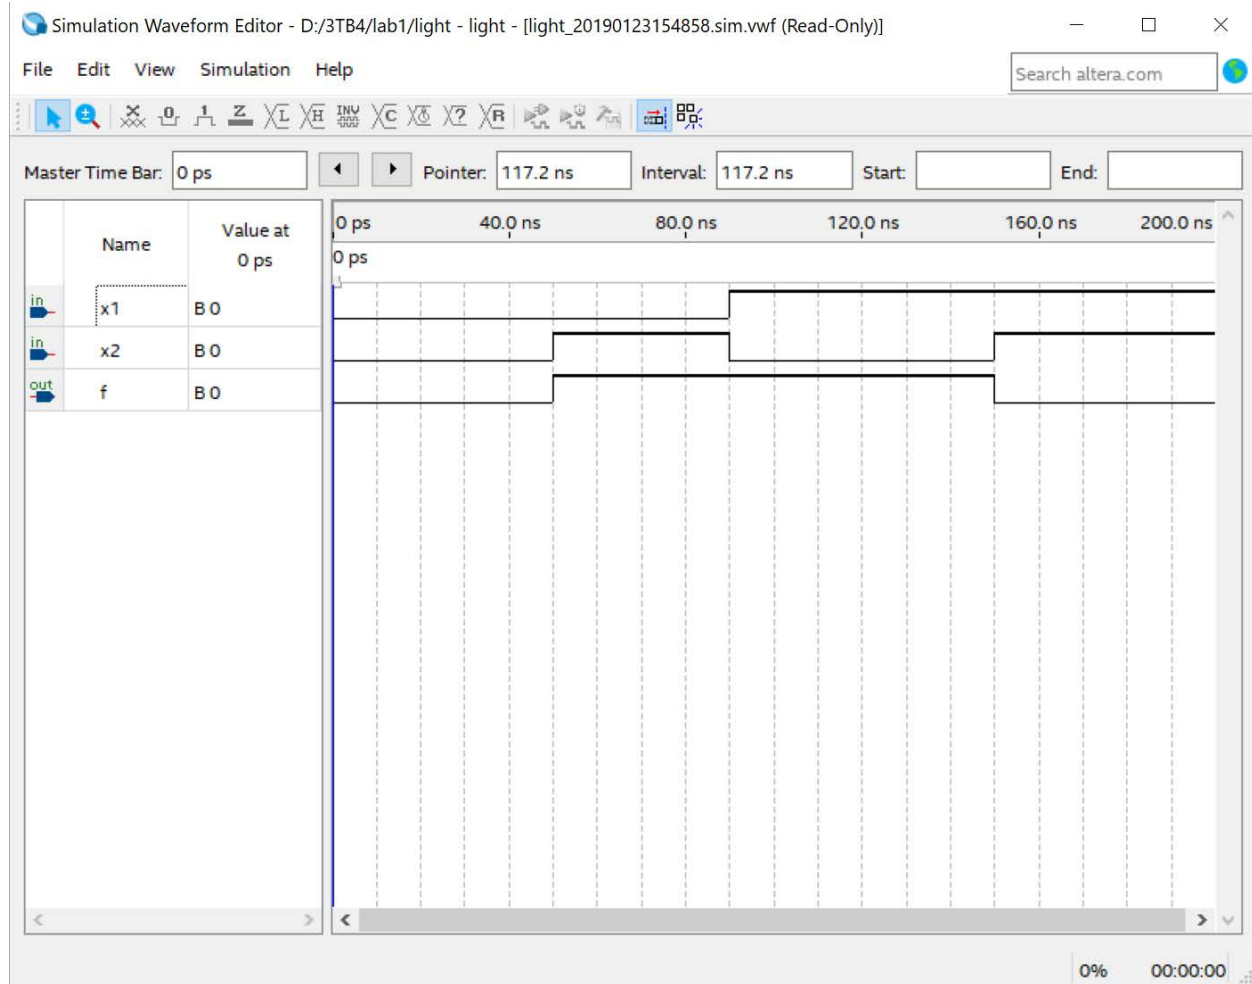 Simulation Waveform Editor - D:/3TB4/lab1/light - light - [light_20190123154858.sim.vwf (Read-Only)]
File Edit View Simulation Help
Search altera.com
Master Time Bar: 0 ps
Pointer: 117.2 ns
Interval: 117.2 ns
Start:
End:
Name
Value at
0 ps
0 ps 40.0 ns 80.0 ns 120.0 ns 160.0 ns 200.0 ns
0 ps
in x1 B 0
in x2 B 0
out f B 0
0% 00:00:00